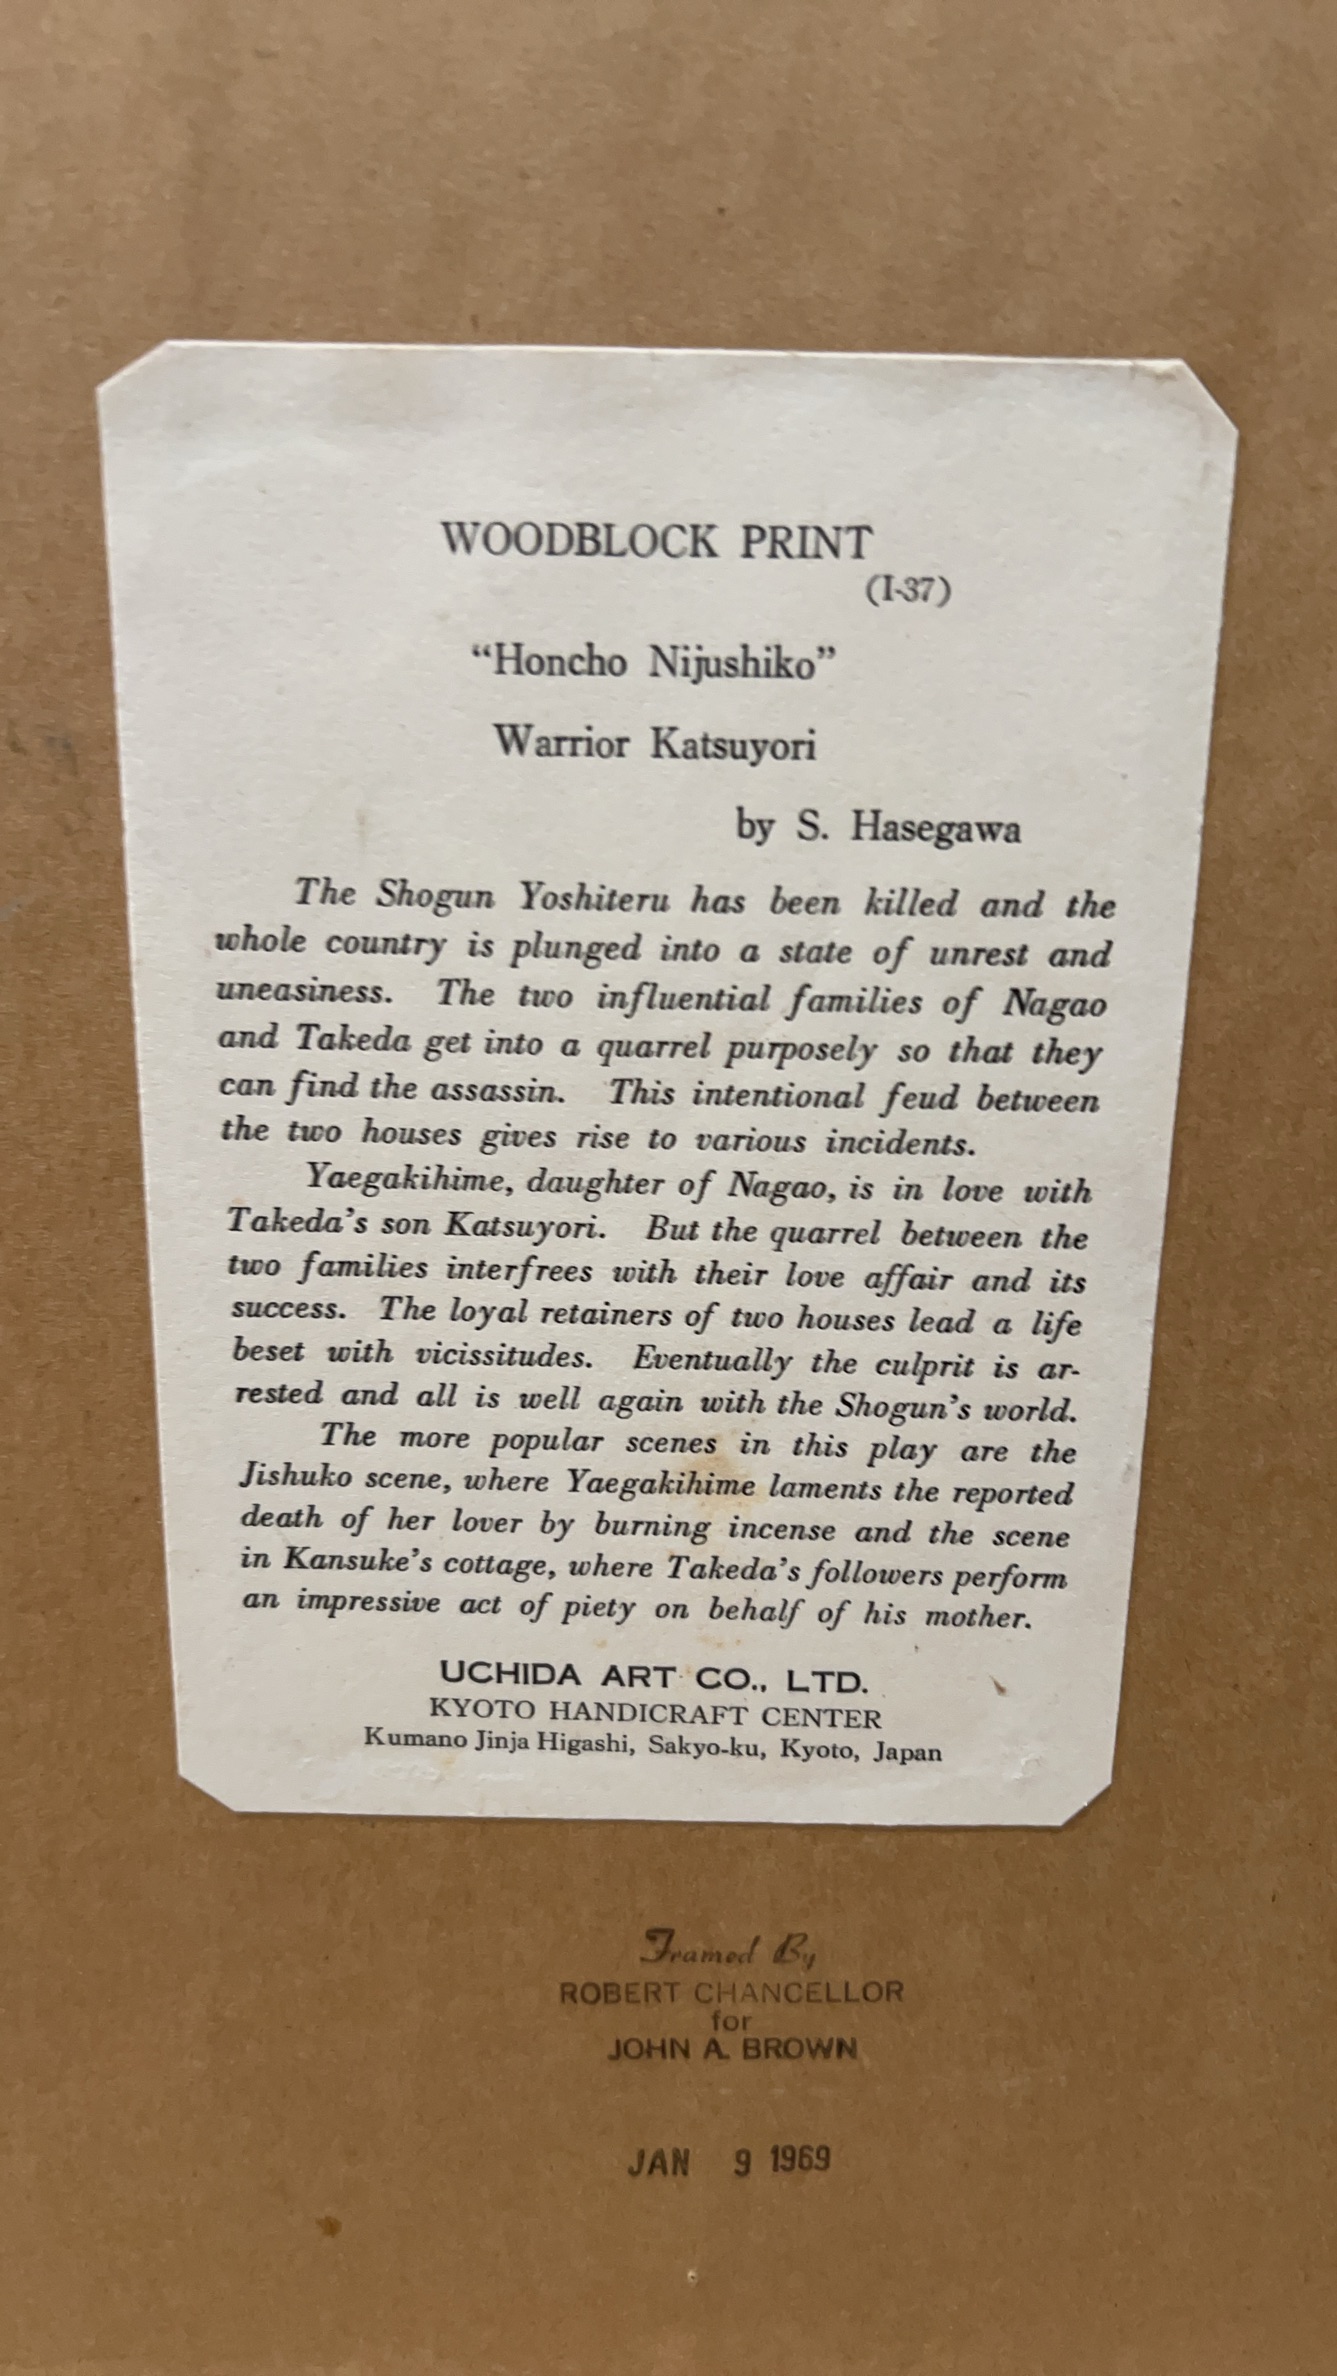 WOODBLOCK PRINT
(I-37)
“Honcho Nijushiko”
Warrior Katsuyori
by S. Hasegawa
The Shogun Yoshiteru has been killed and the
whole country is plunged into a state of unrest and
uneasiness. The two influential families of Nagao
and Takeda get into a quarrel purposely so that they
can find the assassin. This intentional feud between
the two houses gives rise to various incidents.
Yaegakihime, daughter of Nagao, is in love with
Takeda’s son Katsuyori. But the quarrel between the
two families interfrees with their love affair and its
success. The loyal retainers of two houses lead a life
beset with vicissitudes. Eventually the culprit is ar-
rested and all is well again with the Shogun’s world.
The more popular scenes in this play are the
Jishuko scene, where Yaegakihime laments the reported
death of her lover by burning incense and the scene
in Kansuke’s cottage, where Takeda’s followers perform
an impressive act of piety on behalf of his mother.
UCHIDA ART CO., LTD.
KYOTO HANDICRAFT CENTER
Kumano Jinja Higashi, Sakyo-ku, Kyoto, Japan
Framed By
ROBERT CHANCELLOR
for
JOHN A. BROWN
JAN 9 1969